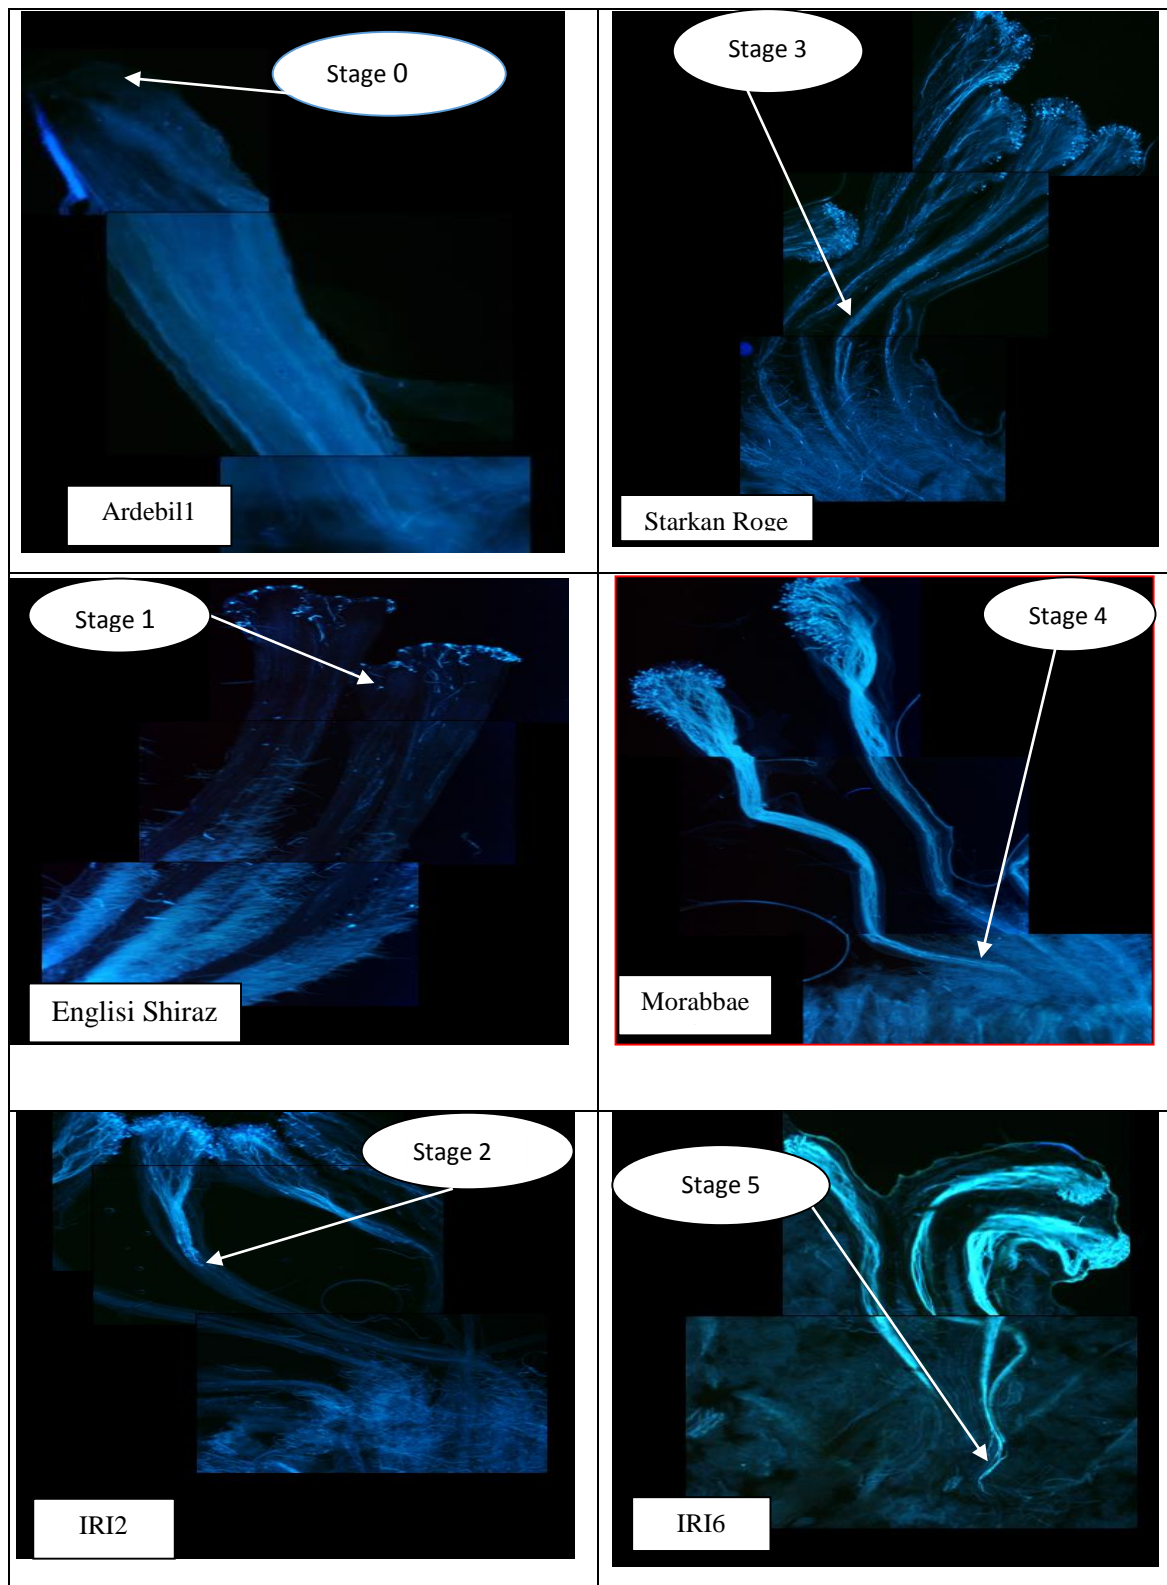 Stage 0
Ardebil1
Stage 3
Starkan Roge
Stage 1
Englisi Shiraz
Stage 4
Morabbae
Stage 2
IRI2
Stage 5
IRI6